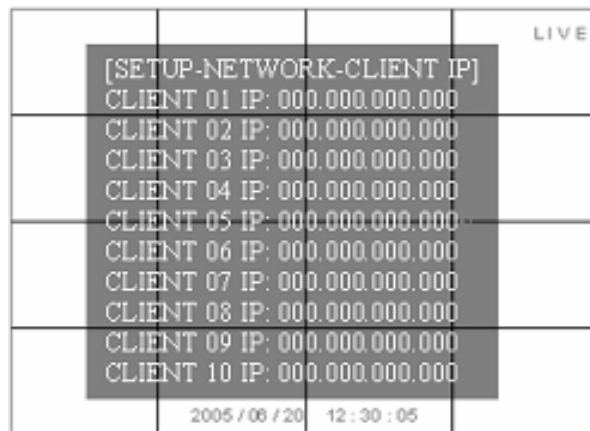 LIVE
[SETUP-NETWORK-CLIENT IP]
CLIENT 01 IP: 000.000.000.000
CLIENT 02 IP: 000.000.000.000
CLIENT 03 IP: 000.000.000.000
CLIENT 04 IP: 000.000.000.000
CLIENT 05 IP: 000.000.000.000
CLIENT 06 IP: 000.000.000.000
CLIENT 07 IP: 000.000.000.000
CLIENT 08 IP: 000.000.000.000
CLIENT 09 IP: 000.000.000.000
CLIENT 10 IP: 000.000.000.000
2005 / 06 / 20 12 : 30 : 05